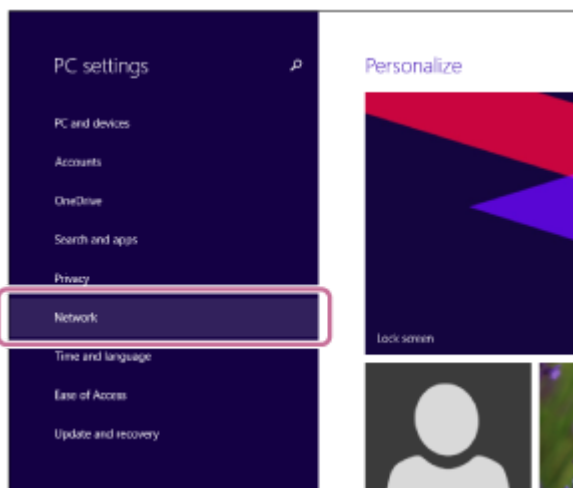 PC settings
Personalize
PC and devices
Accounts
OneDrive
Search and apps
Privacy
Network
Lock screen
Time and language
Ease of Access
Update and recovery